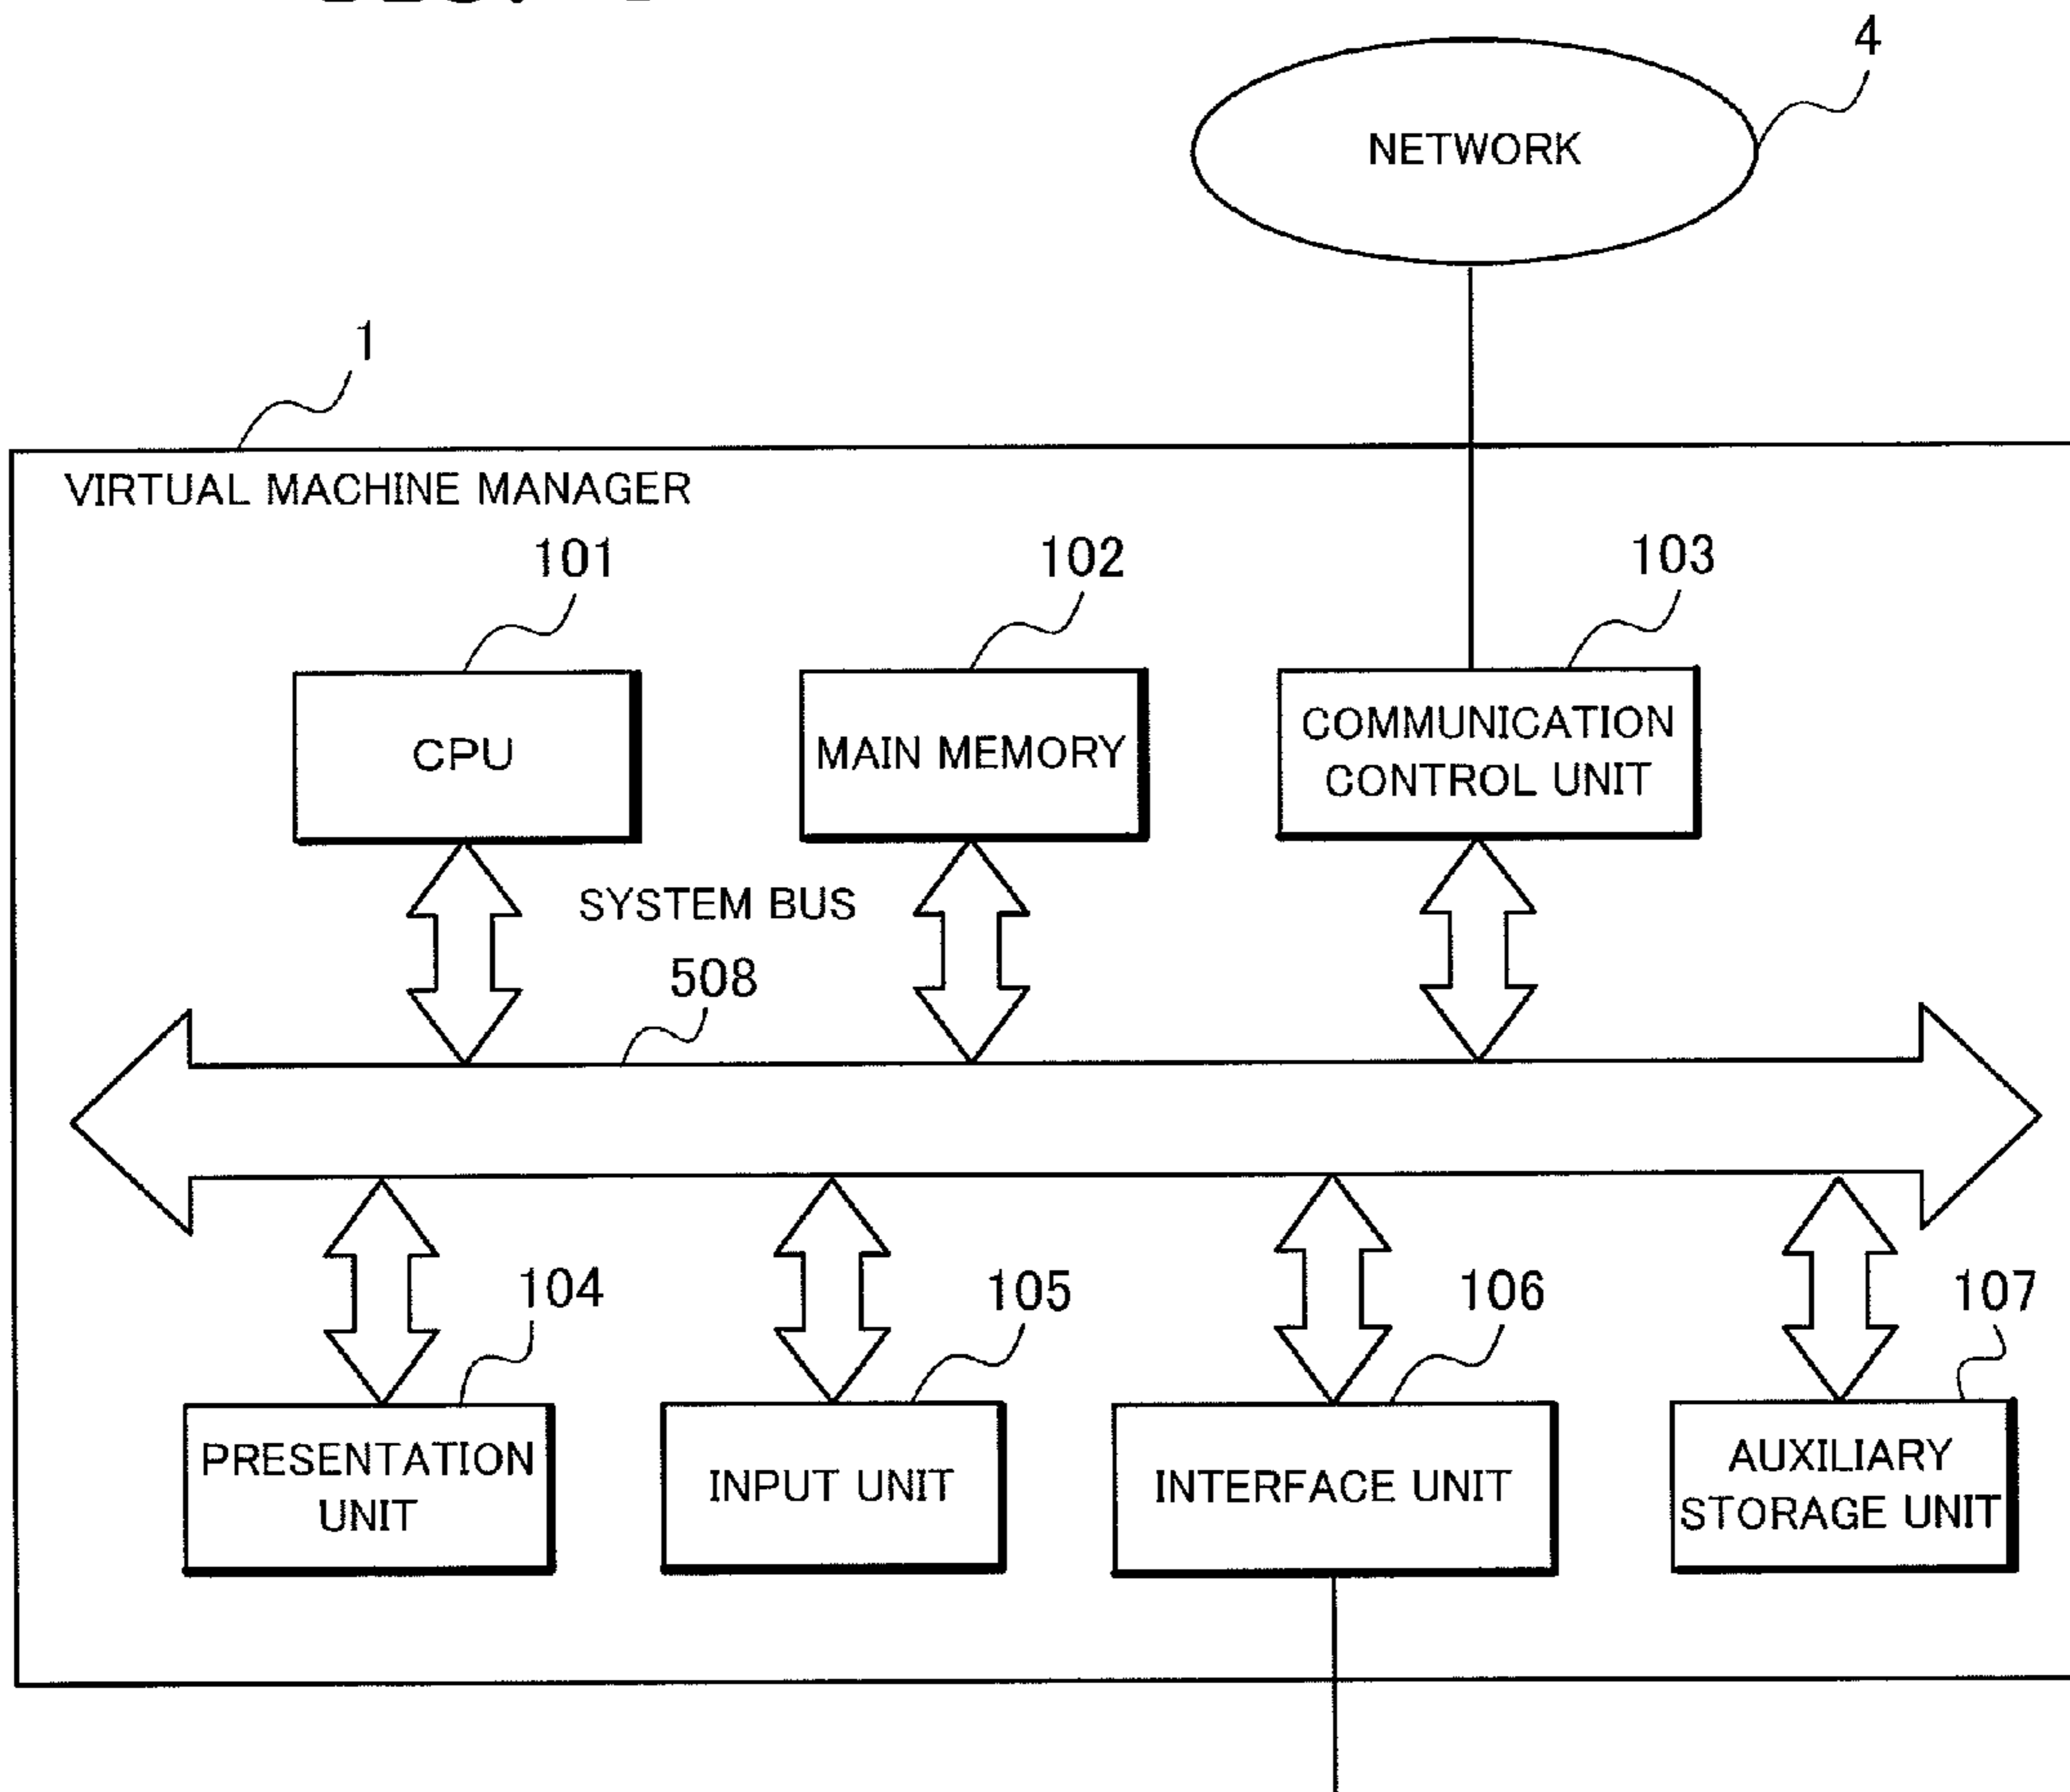 4
NETWORK
1
VIRTUAL MACHINE MANAGER
101
102
103
CPU
MAIN MEMORY
COMMUNICATION
CONTROL UNIT
SYSTEM BUS
508
104
105
106
107
PRESENTATION
UNIT
INPUT UNIT
INTERFACE UNIT
AUXILIARY
STORAGE UNIT